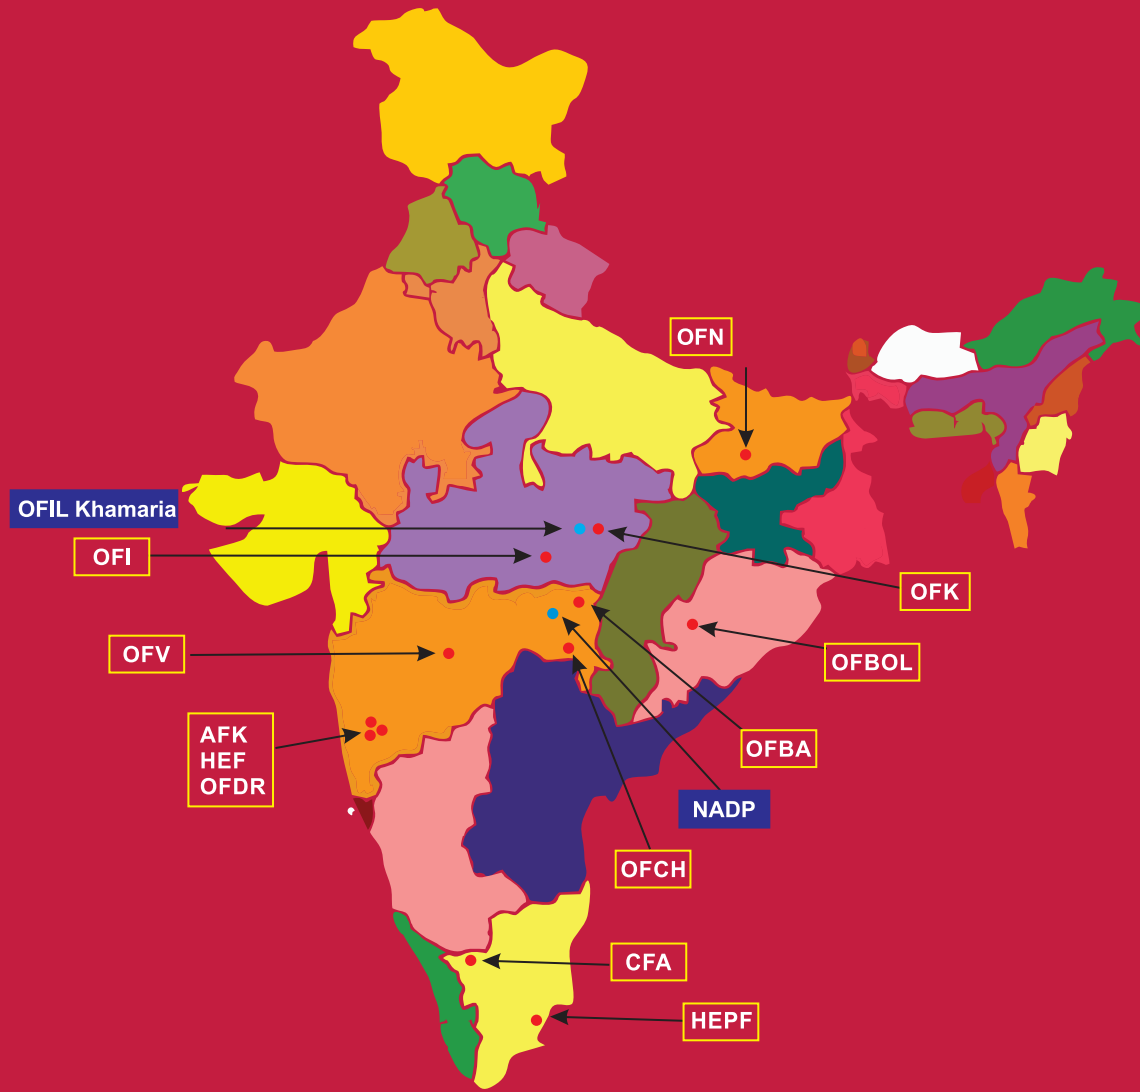 OFN
OFIL Khamaria
OFI
OFK
OFV
OFBOL
AFK
HEF
OFDR
OFBA
NADP
OFCH
CFA
HEPF